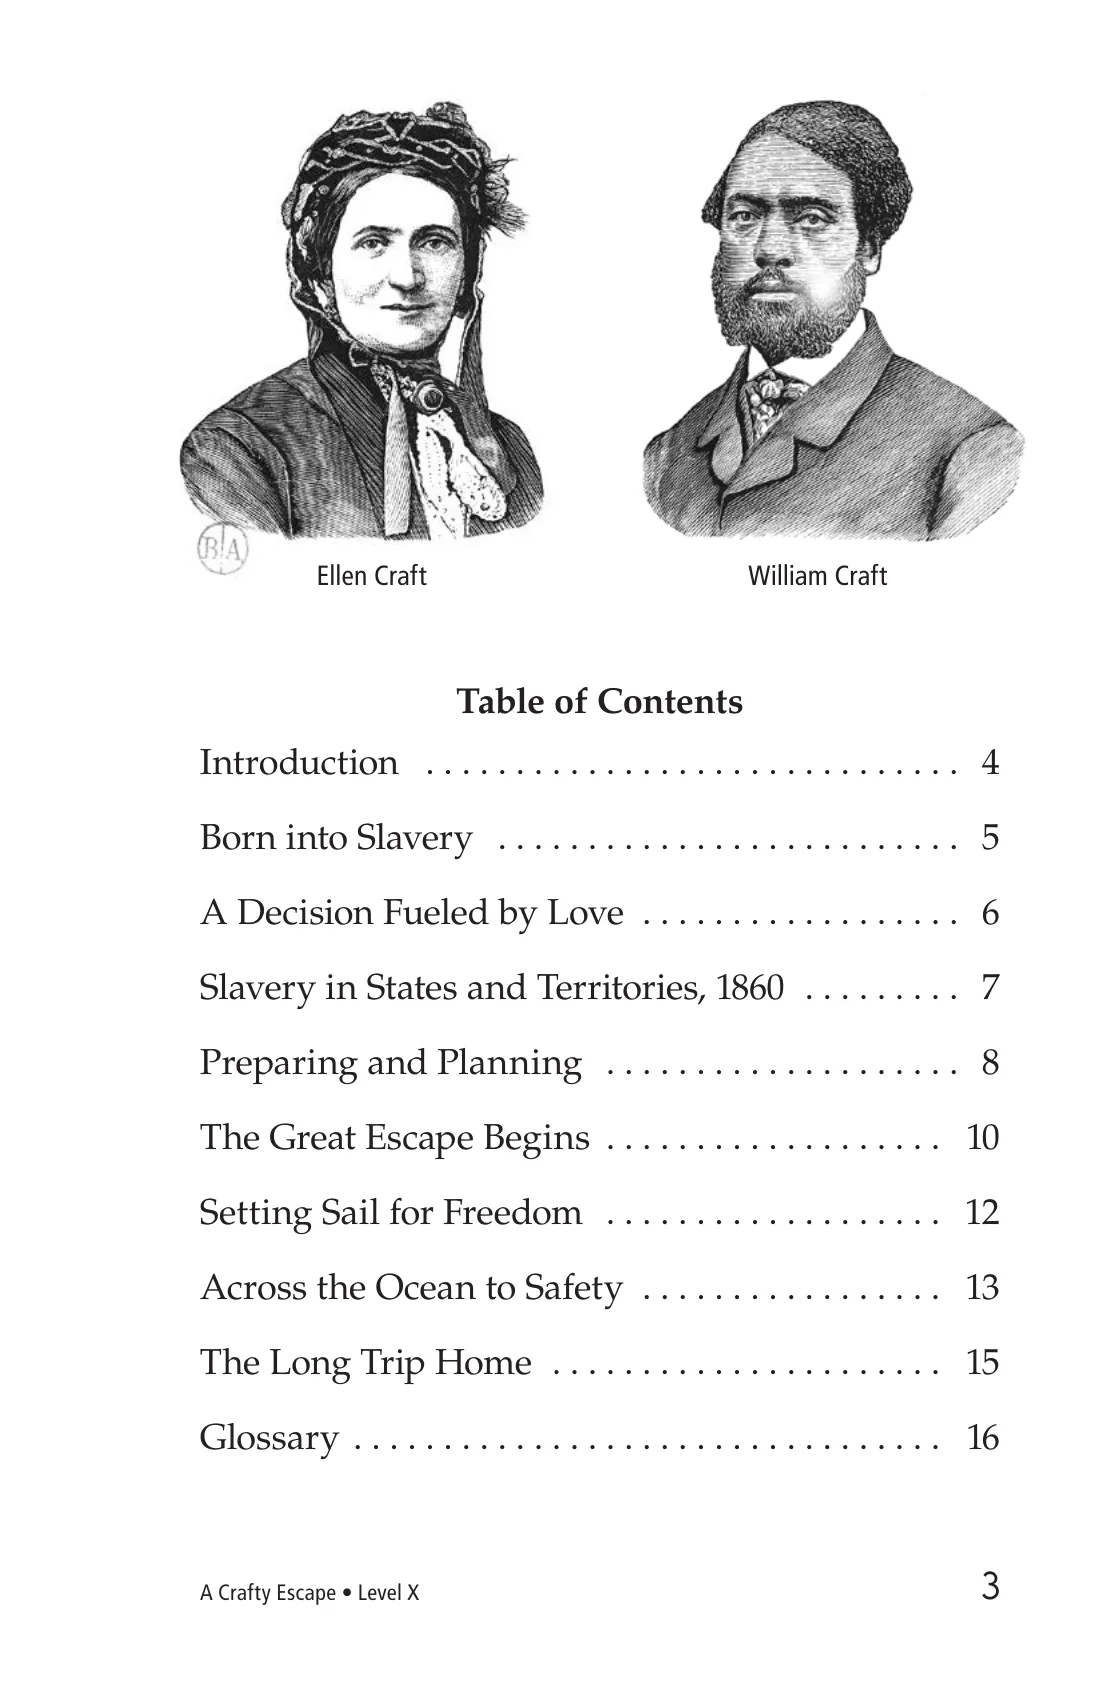 B A
Ellen Craft
William Craft
Table of Contents
Introduction . . . . . . . . . . . . . . . . . . . . . . . . . . . . . . 4
Born into Slavery . . . . . . . . . . . . . . . . . . . . . . . . . . 5
A Decision Fueled by Love . . . . . . . . . . . . . . . . . . 6
Slavery in States and Territories, 1860 . . . . . . . . . 7
Preparing and Planning . . . . . . . . . . . . . . . . . . . . 8
The Great Escape Begins . . . . . . . . . . . . . . . . . . . 10
Setting Sail for Freedom . . . . . . . . . . . . . . . . . . . 12
Across the Ocean to Safety . . . . . . . . . . . . . . . . . 13
The Long Trip Home . . . . . . . . . . . . . . . . . . . . . . 15
Glossary . . . . . . . . . . . . . . . . . . . . . . . . . . . . . . . . . 16
A Crafty Escape • Level X 3